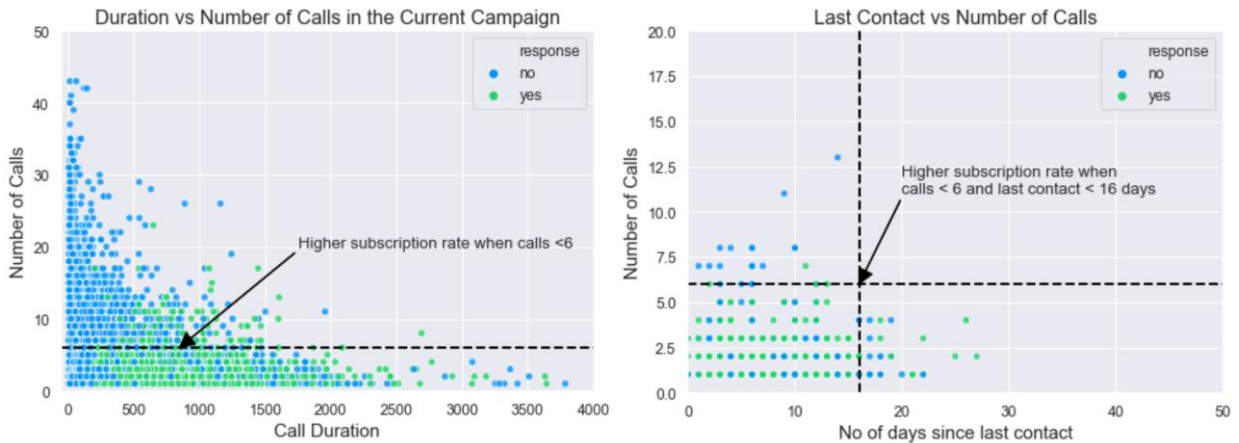 Duration vs Number of Calls in the Current Campaign
50
40
30
20
10
0
Number of Calls
response
no
yes
Higher subscription rate when calls <6
0 500 1000 1500 2000 2500 3000 3500 4000
Call Duration
Last Contact vs Number of Calls
20.0
17.5
15.0
12.5
10.0
7.5
5.0
2.5
0.0
Number of Calls
response
no
yes
Higher subscription rate when
calls < 6 and last contact < 16 days
0 10 20 30 40 50
No of days since last contact